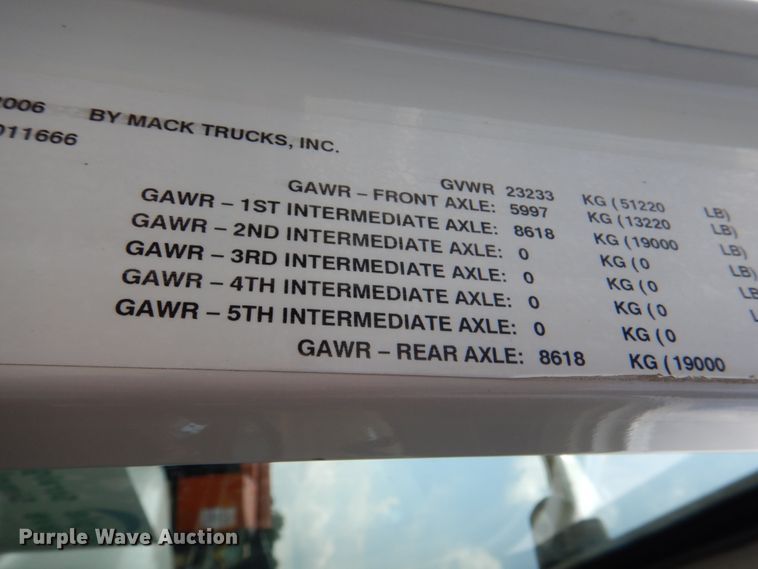 2006 BY MACK TRUCKS, INC.
011666
GVWR 23233 KG (51220 LB)
GAWR – FRONT AXLE: 5997 KG (13220 LB)
GAWR – 1ST INTERMEDIATE AXLE: 8618 KG (19000 LB)
GAWR – 2ND INTERMEDIATE AXLE: 0 KG (0 LB)
GAWR – 3RD INTERMEDIATE AXLE: 0 KG (0 LB
GAWR – 4TH INTERMEDIATE AXLE: 0 KG (0 L
GAWR – 5TH INTERMEDIATE AXLE: 0 KG (0
GAWR – REAR AXLE: 8618 KG (19000
Purple Wave Auction